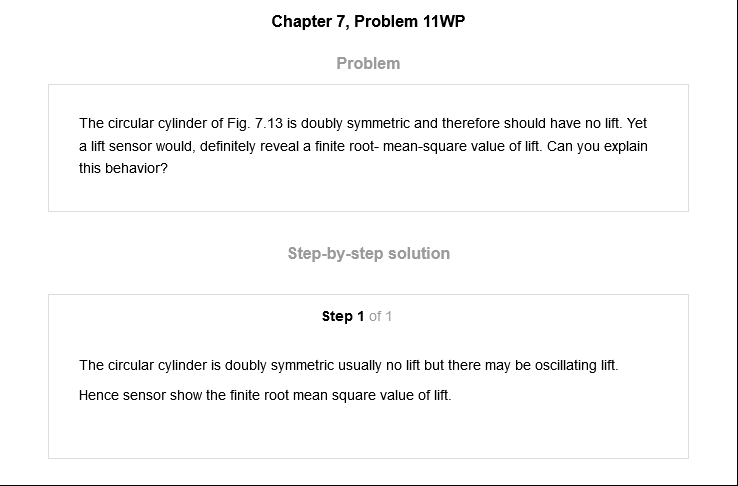 Chapter 7, Problem 11WP
Problem
The circular cylinder of Fig. 7.13 is doubly symmetric and therefore should have no lift. Yet
a lift sensor would, definitely reveal a finite root- mean-square value of lift. Can you explain
this behavior?
Step-by-step solution
Step 1 of 1
The circular cylinder is doubly symmetric usually no lift but there may be oscillating lift.
Hence sensor show the finite root mean square value of lift.